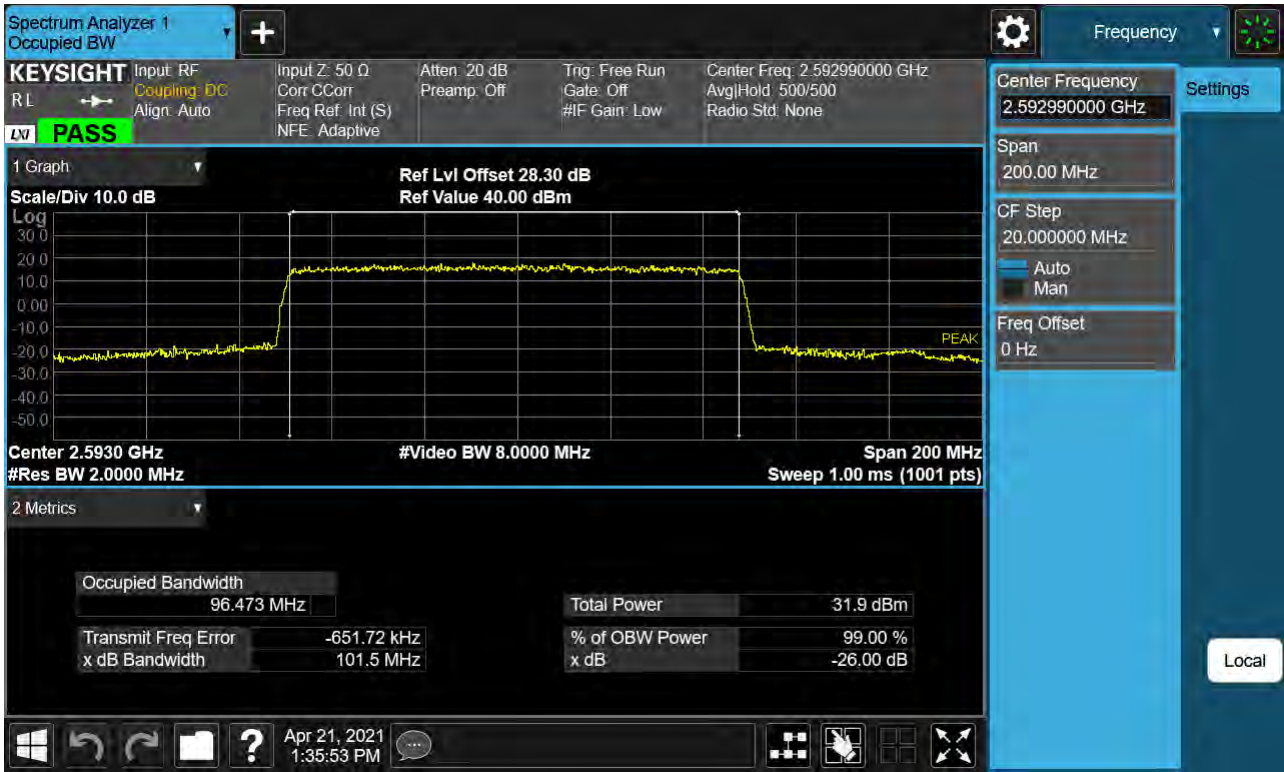 Spectrum Analyzer 1
Occupied BW
+
Frequency
KEYSIGHT
RL
LXI
PASS
Input: RF
Coupling: DC
Align: Auto
Input Z: 50 Ω
Corr CCorr
Freq Ref: Int (S)
NFE: Adaptive
Atten: 20 dB
Preamp: Off
Trig: Free Run
Gate: Off
#IF Gain: Low
Center Freq: 2.592990000 GHz
Avg|Hold: 500/500
Radio Std: None
Center Frequency
2.592990000 GHz
Settings
Span
200.00 MHz
CF Step
20.000000 MHz
Auto
Man
Freq Offset
0 Hz
Local
1 Graph
Scale/Div 10.0 dB
Ref Lvl Offset 28.30 dB
Ref Value 40.00 dBm
Log
30.0
20.0
10.0
0.00
-10.0
-20.0
-30.0
-40.0
-50.0
PEAK
Center 2.5930 GHz
#Video BW 8.0000 MHz
Span 200 MHz
#Res BW 2.0000 MHz
Sweep 1.00 ms (1001 pts)
2 Metrics
Occupied Bandwidth
96.473 MHz
Total Power 31.9 dBm
Transmit Freq Error -651.72 kHz
% of OBW Power 99.00 %
x dB Bandwidth 101.5 MHz
x dB -26.00 dB
?
Apr 21, 2021
1:35:53 PM